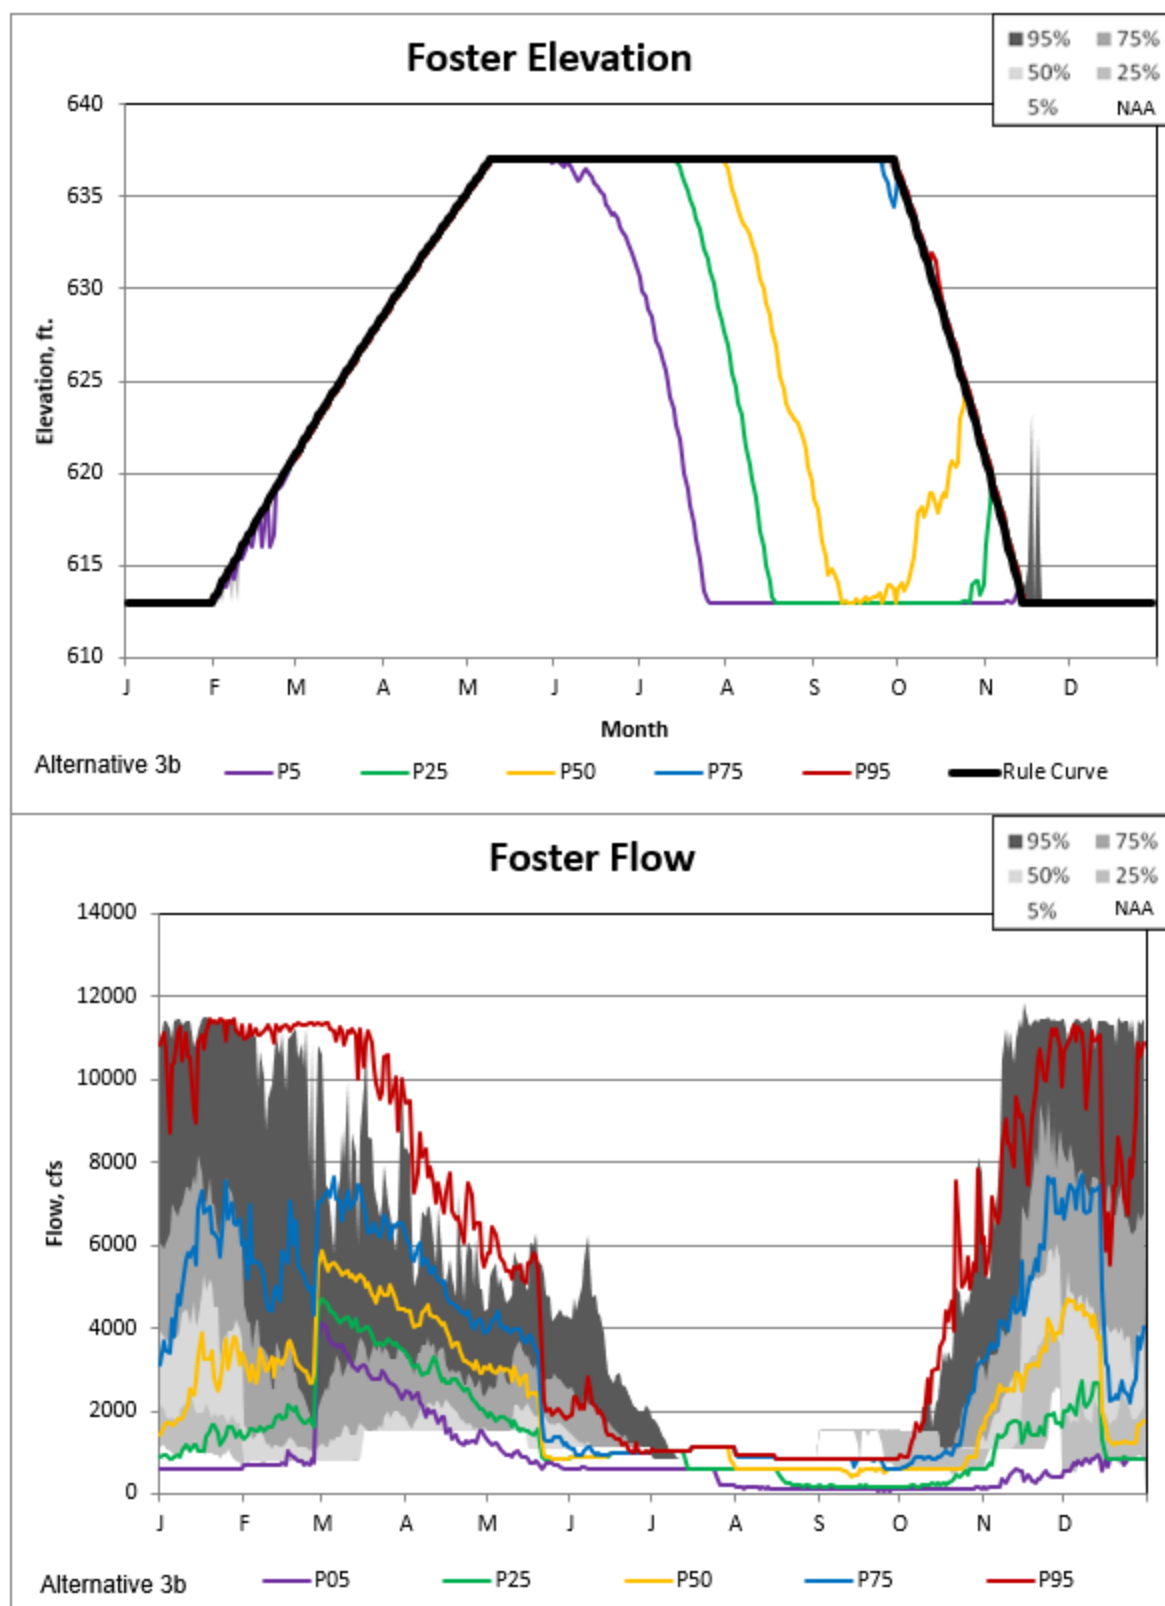 Foster Elevation
95% 75%
50% 25%
5% NAA
640
635
630
625
620
615
610
Elevation, ft.
J F M A M J J A S O N D
Month
Alternative 3b P5 P25 P50 P75 P95 Rule Curve
Foster Flow
95% 75%
50% 25%
5% NAA
14000
12000
10000
8000
6000
4000
2000
0
Flow, cfs
J F M A M J J A S O N D
Alternative 3b P05 P25 P50 P75 P95